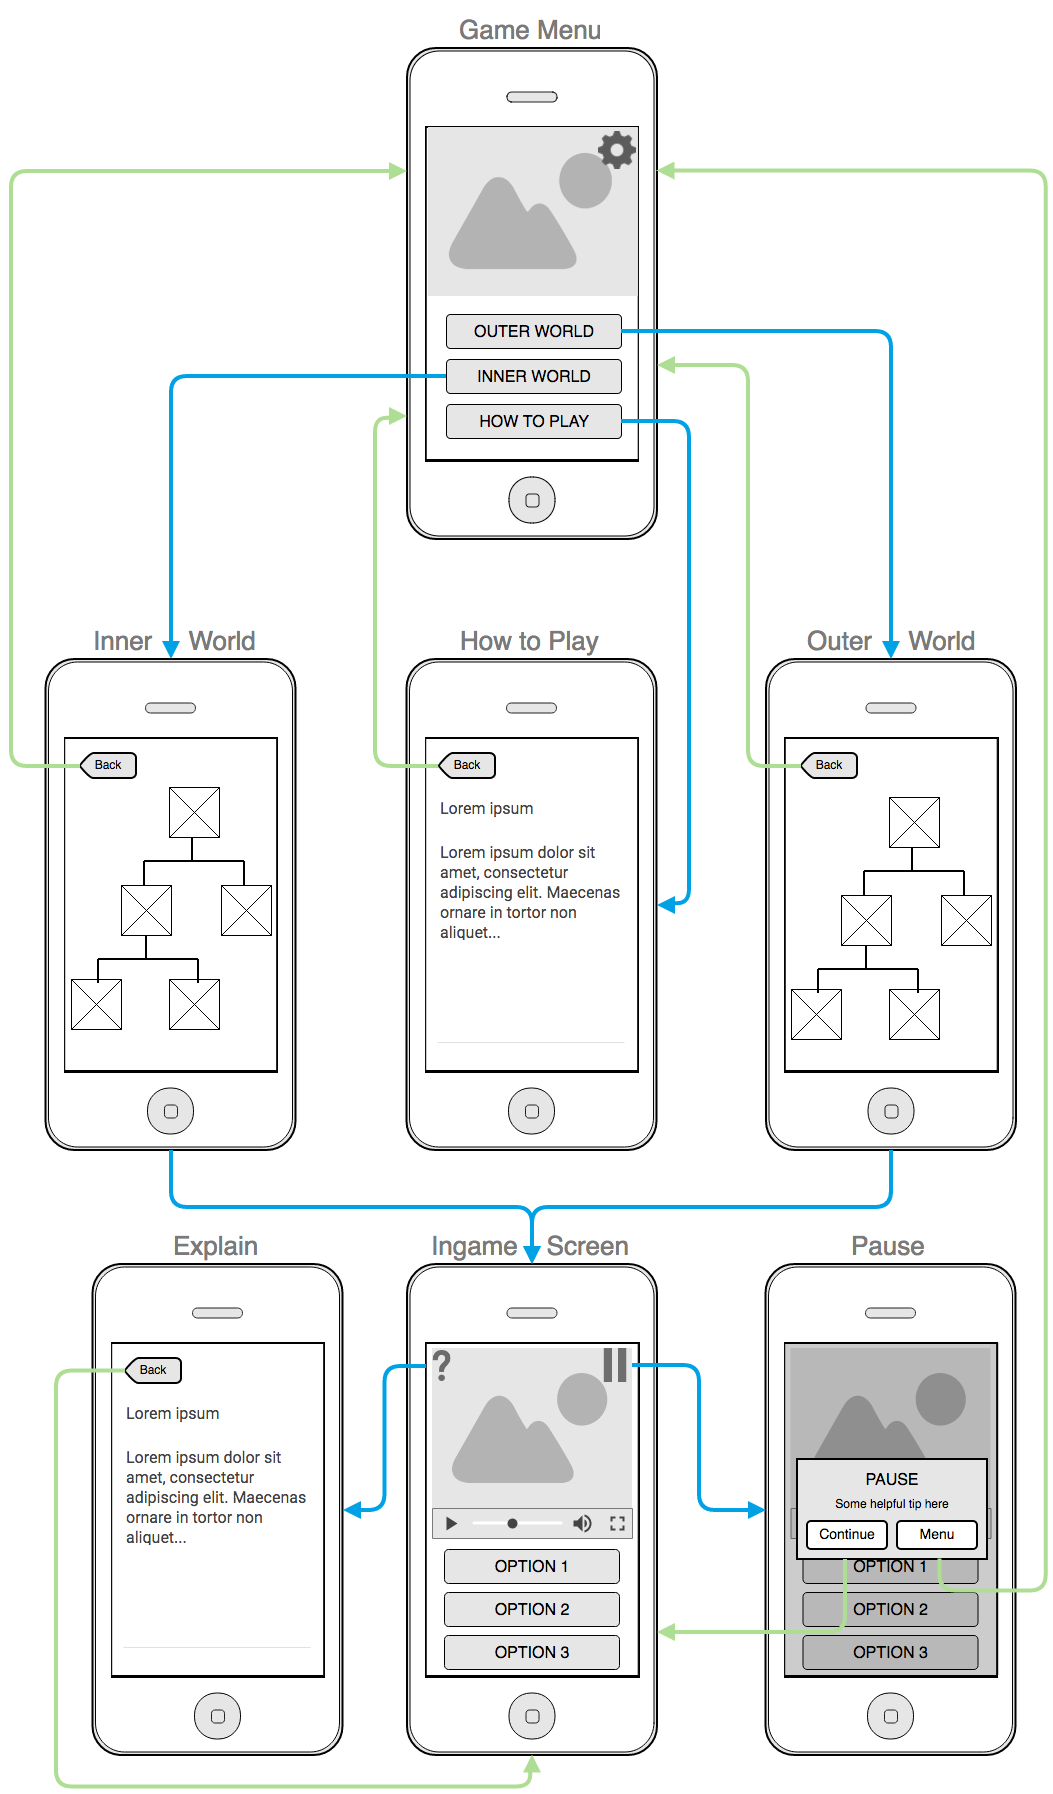 Game Menu
OUTER WORLD
INNER WORLD
HOW TO PLAY
Inner World
Back
How to Play
Back
Lorem ipsum
Lorem ipsum dolor sit
amet, consectetur
adipiscing elit. Maecenas
ornare in tortor non
aliquet...
Outer World
Back
Explain
Back
Lorem ipsum
Lorem ipsum dolor sit
amet, consectetur
adipiscing elit. Maecenas
ornare in tortor non
aliquet...
Ingame Screen
?
OPTION 1
OPTION 2
OPTION 3
Pause
PAUSE
Some helpful tip here
Continue Menu
OPTION 1
OPTION 2
OPTION 3